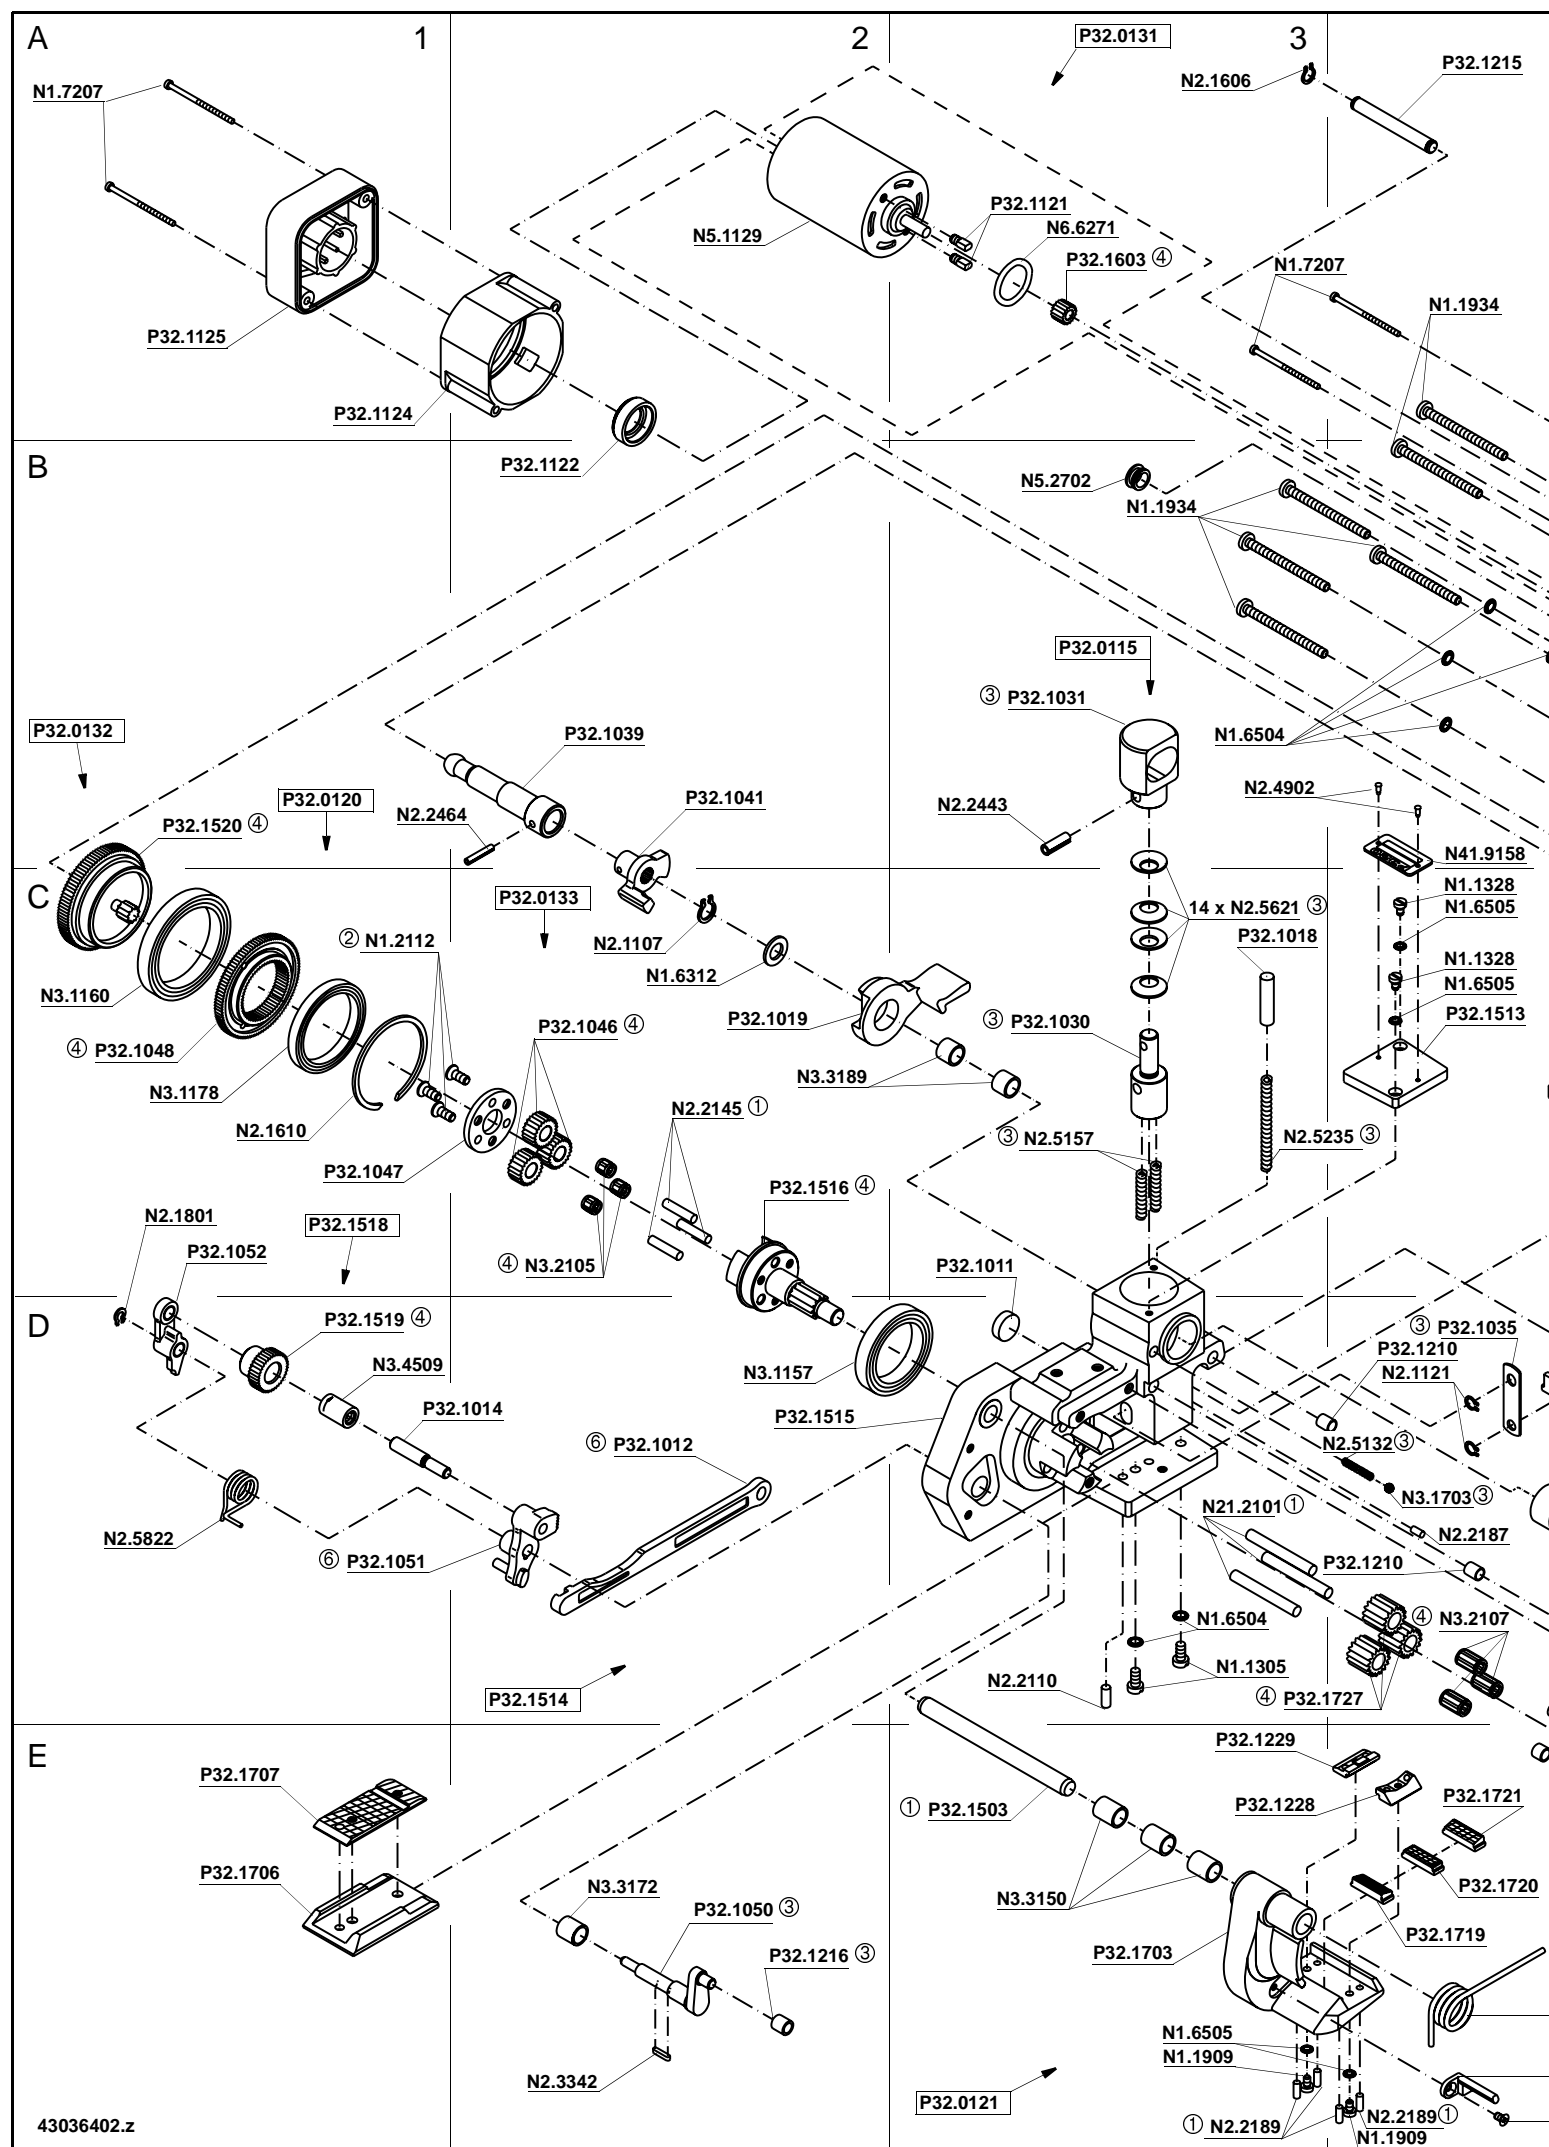 A
1
2
3
P32.0131
P32.1215
N2.1606
N1.7207
P32.1121
N5.1129
N6.6271
P32.1603 ④
N1.7207
N1.1934
P32.1125
P32.1124
P32.1122
B
N5.2702
N1.1934
P32.0115
③ P32.1031
P32.0132
P32.1039
N1.6504
P32.0120
P32.1041
N2.2464
N2.2443
N2.4902
P32.1520 ④
N41.9158
C
P32.0133
14 x N2.5621 ③
N1.1328
N1.6505
② N1.2112
N2.1107
P32.1018
N1.6312
N1.1328
N3.1160
N1.6505
P32.1046 ④
P32.1019
③ P32.1030
P32.1513
④ P32.1048
N3.1178
N3.3189
N2.2145 ①
N2.1610
③ N2.5157
N2.5235 ③
P32.1047
P32.1516 ④
N2.1801
P32.1518
P32.1052
④ N3.2105
P32.1011
D
P32.1519 ④
③ P32.1035
P32.1210
N3.4509
N3.1157
N2.1121
P32.1014
P32.1515
⑥ P32.1012
N2.5132 ③
N3.1703 ③
N21.2101 ①
N2.5822
N2.2187
⑥ P32.1051
P32.1210
N1.6504
④ N3.2107
N1.1305
N2.2110
④ P32.1727
P32.1514
E
P32.1229
P32.1707
P32.1228
P32.1721
① P32.1503
P32.1706
N3.3172
N3.3150
P32.1720
P32.1050 ③
P32.1719
P32.1216 ③
P32.1703
N1.6505
N1.1909
N2.3342
P32.0121
① N2.2189
N2.2189 ①
N1.1909
43036402.z